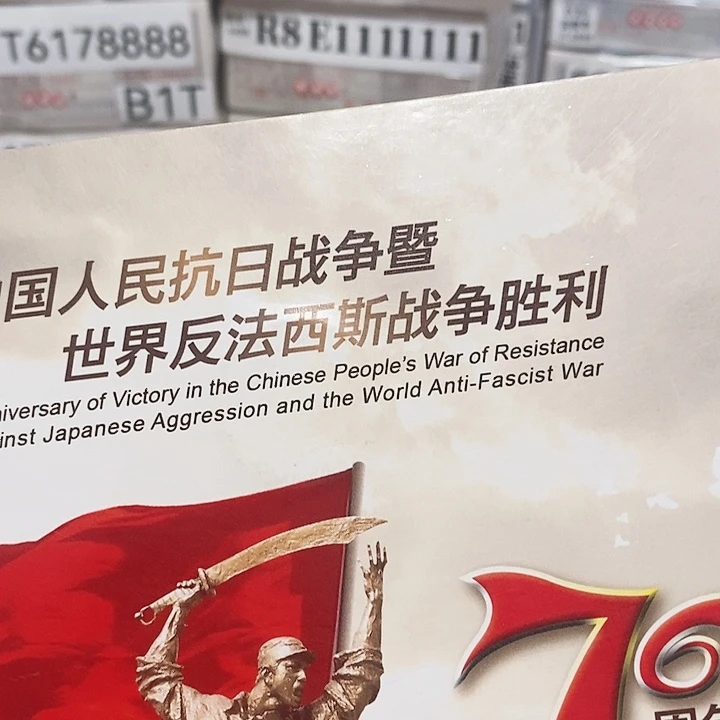 T6178888
R8E1111111
B1T
国人民抗日战争暨
世界反法西斯战争胜利
of Victory in the Chinese People's War of Resistance
Japanese Aggression and the World Anti-Fascist War
7